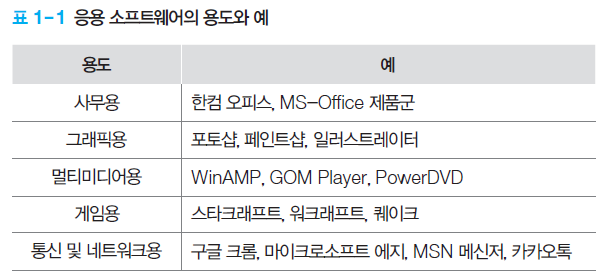 표 1-1 응용 소프트웨어의 용도와 예
용도 예
사무용 한컴 오피스, MS-Office 제품군
그래픽용 포토샵, 페인트샵, 일러스트레이터
멀티미디어용 WinAMP, GOM Player, PowerDVD
게임용 스타크래프트, 워크래프트, 퀘이크
통신 및 네트워크용 구글 크롬, 마이크로소프트 에지, MSN 메신저, 카카오톡